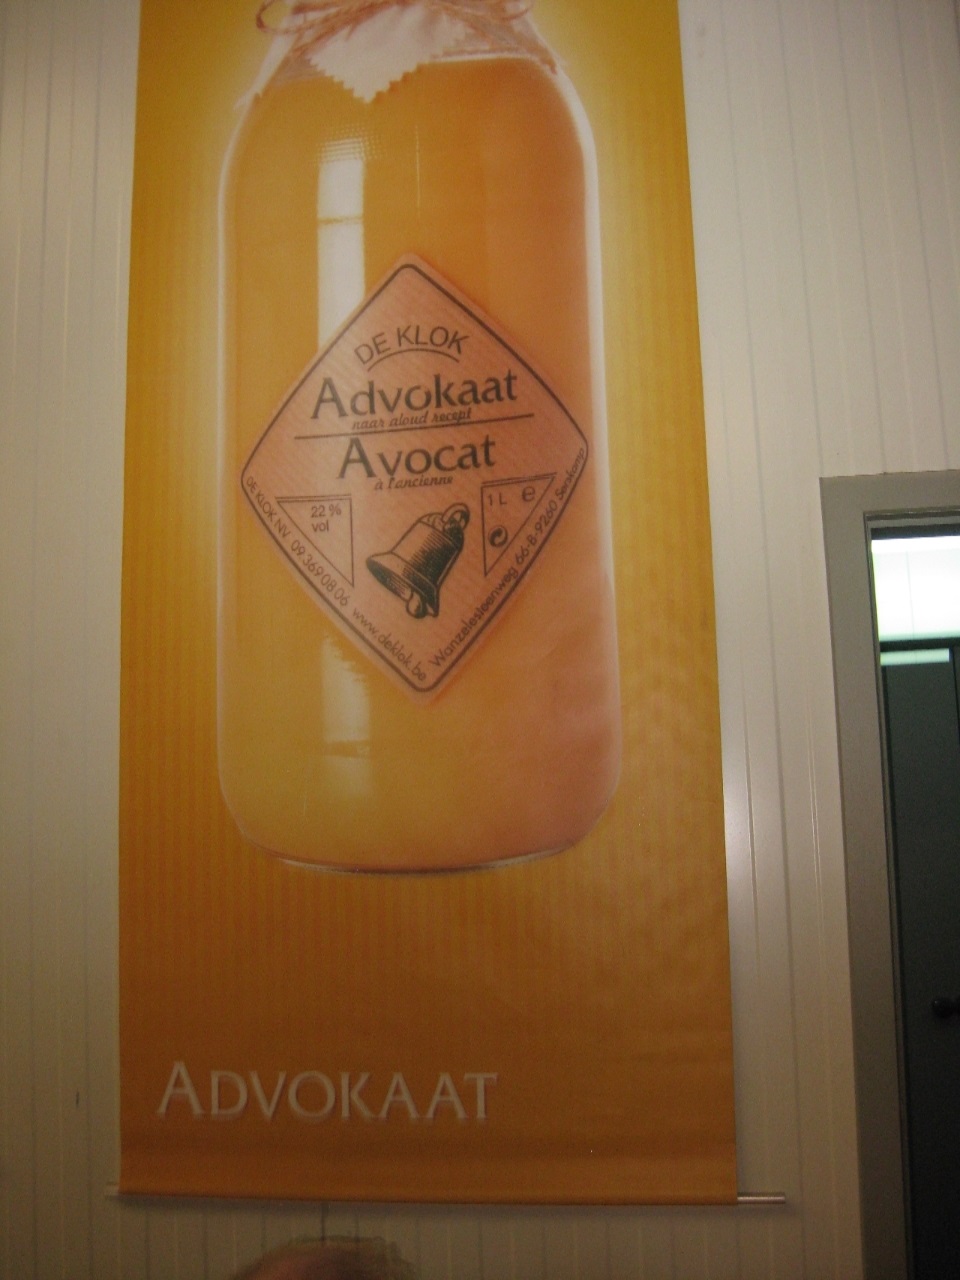 DE KLOK
Advokaat
naar aloud recept
Avocat
à l'ancienne
22 % vol
1 L e
DE KLOK NV 09.369.08.06 www.deklok.be
Wanzelesteenweg 66-B-9260 Serskamp
ADVOKAAT